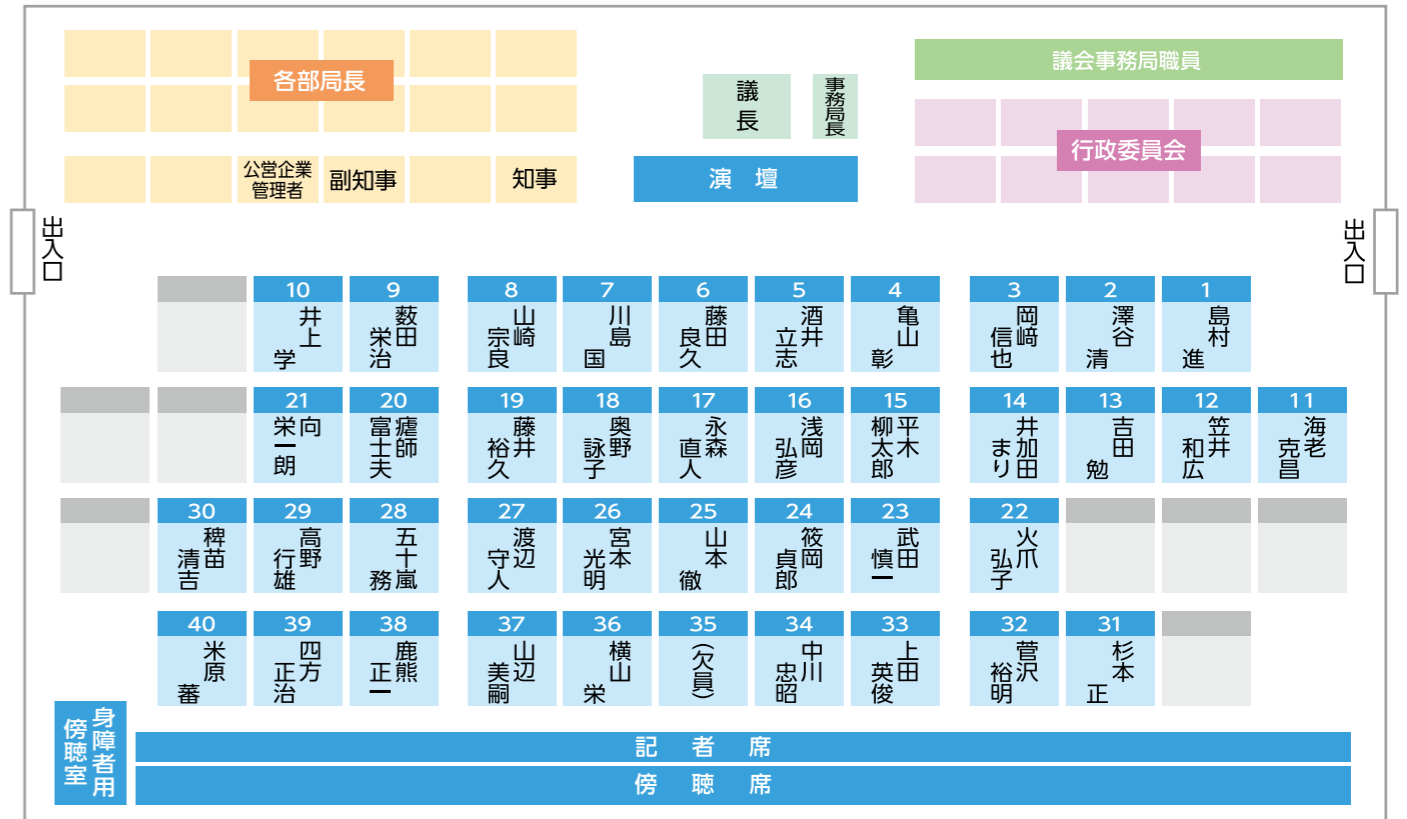 各部局長
議会事務局職員
議長
事務局長
行政委員会
公営企業
管理者
副知事
知事
演壇
出入口
出入口
10
井上
学
9
薮田
栄治
8
山崎
宗良
7
川島
国
6
藤田
良久
5
酒井
立志
4
亀山
彰
3
岡﨑
信也
2
澤谷
清
1
島村
進
21
向
栄一朗
20
瘧師
富士夫
19
藤井
裕久
18
奥野
詠子
17
永森
直人
16
浅岡
弘彦
15
平木
柳太郎
14
井加田
まり
13
吉田
勉
12
笠井
和広
11
海老
克昌
30
稗苗
清吉
29
高野
行雄
28
五十嵐
務
27
渡辺
守人
26
宮本
光明
25
山本
徹
24
筱岡
貞郎
23
武田
慎一
22
火爪
弘子
40
米原
蕃
39
四方
正治
38
鹿熊
正一
37
山辺
美嗣
36
横山
栄
35
（欠員）
34
中川
忠昭
33
上田
英俊
32
菅沢
裕明
31
杉本
正
身障者用
傍聴室
記者席
傍聴席